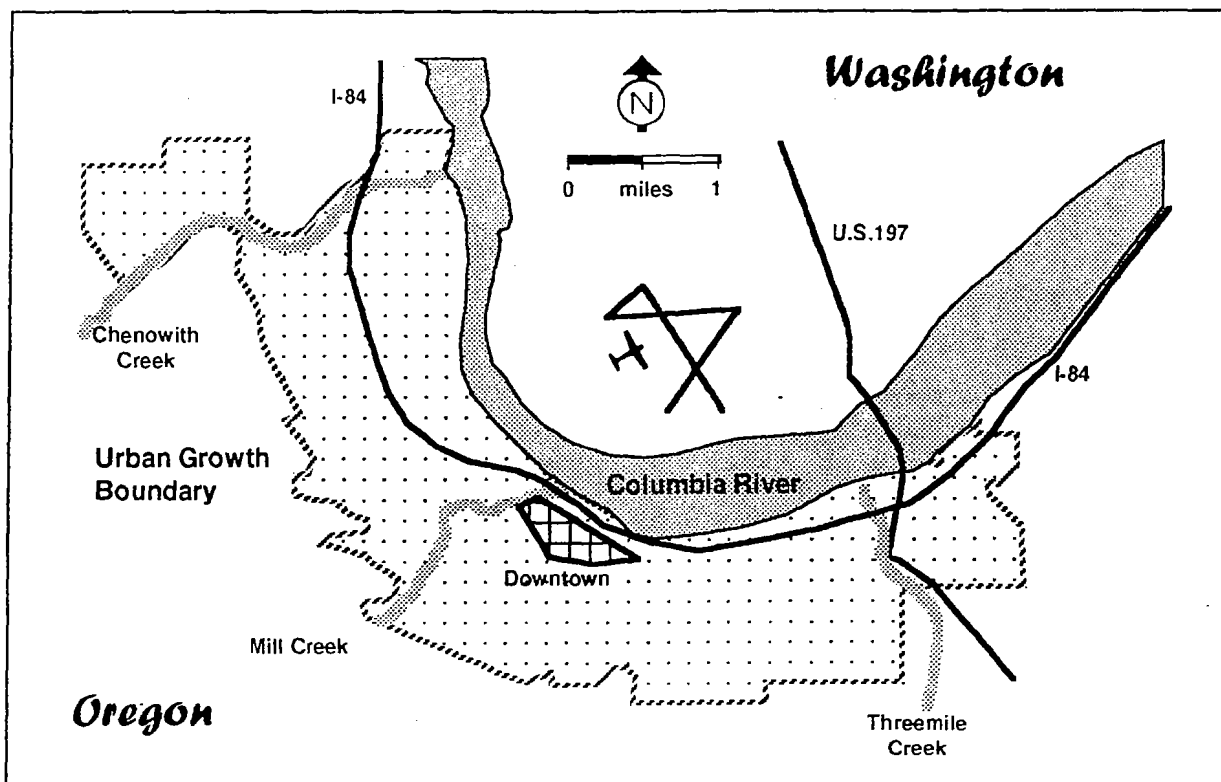 Washington
I-84
N
0 miles 1
U.S.197
Chenowith
Creek
I-84
Urban Growth
Boundary
Columbia River
Downtown
Mill Creek
Oregon
Threemile
Creek